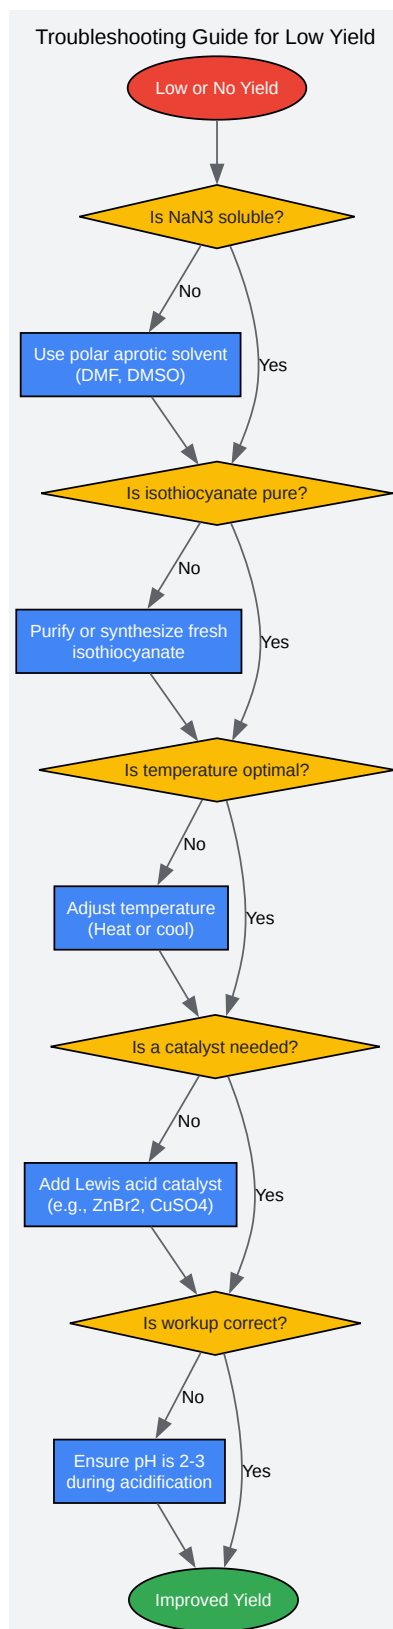 Troubleshooting Guide for Low Yield
Low or No Yield
Is NaN3 soluble?
No
Use polar aprotic solvent
(DMF, DMSO)
Yes
Is isothiocyanate pure?
No
Purify or synthesize fresh
isothiocyanate
Yes
Is temperature optimal?
No
Adjust temperature
(Heat or cool)
Yes
Is a catalyst needed?
No
Add Lewis acid catalyst
(e.g., ZnBr2, CuSO4)
Yes
Is workup correct?
No
Ensure pH is 2-3
during acidification
Yes
Improved Yield